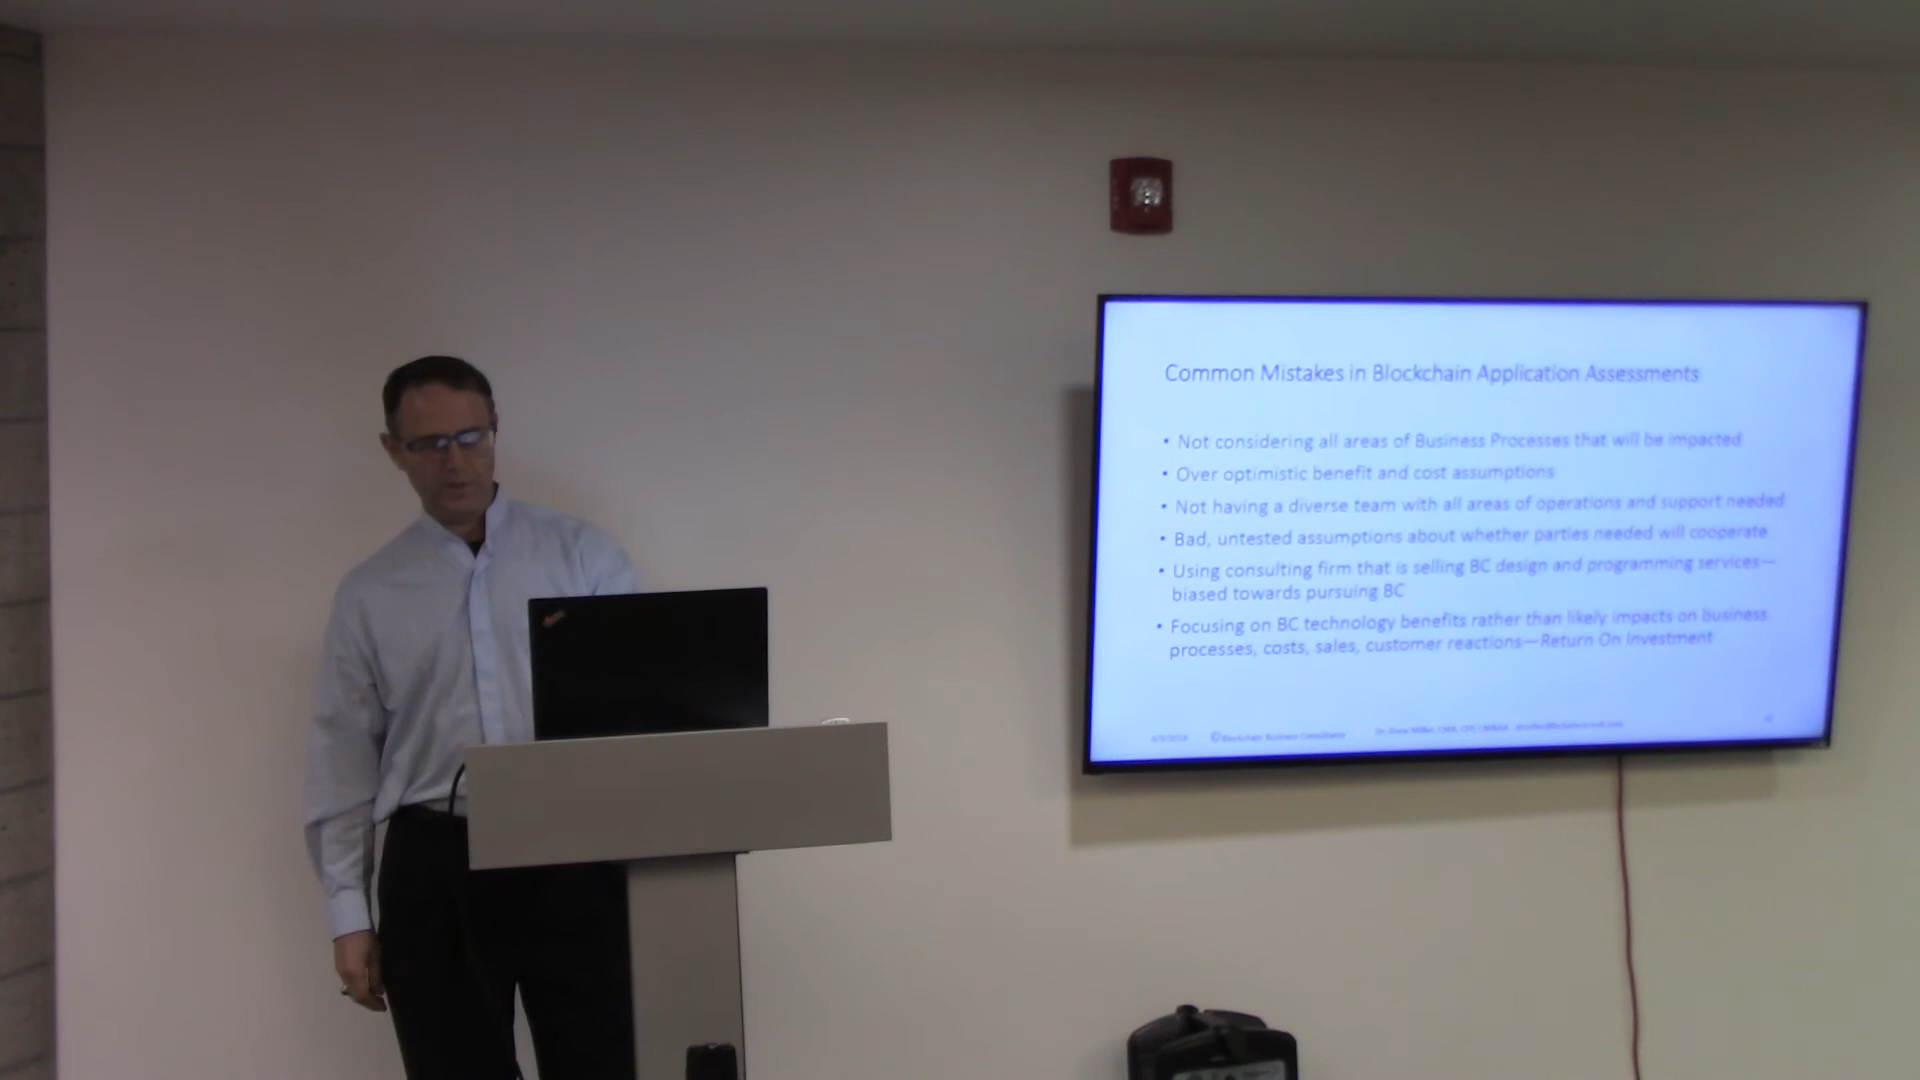 Common Mistakes in Blockchain Application Assessments
• Not considering all areas of Business Processes that will be impacted
• Over optimistic benefit and cost assumptions
• Not having a diverse team with all areas of operations and support needed
• Bad, untested assumptions about whether parties needed will cooperate
• Using consulting firm that is selling BC design and programming services—
biased towards pursuing BC
• Focusing on BC technology benefits rather than likely impacts on business
processes, costs, sales, customer reactions—Return On Investment
©Blockchain Business Consultants